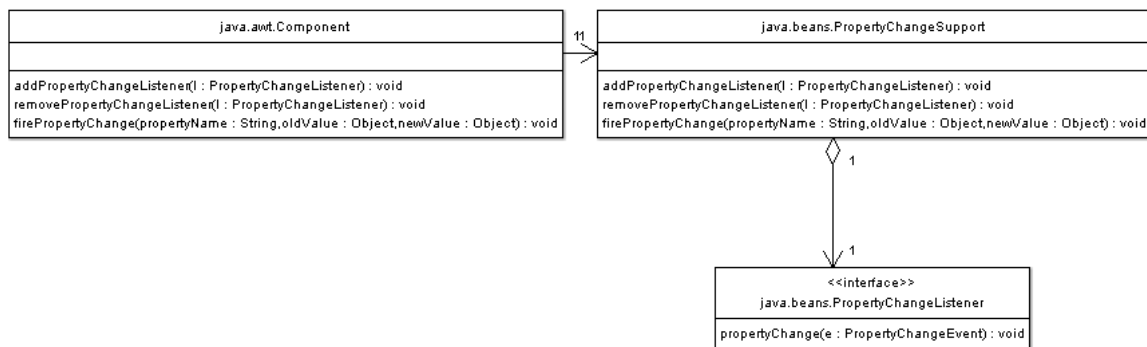 java.awt.Component
addPropertyChangeListener(l : PropertyChangeListener) : void
removePropertyChangeListener(l : PropertyChangeListener) : void
firePropertyChange(propertyName : String,oldValue : Object,newValue : Object) : void
11
java.beans.PropertyChangeSupport
addPropertyChangeListener(l : PropertyChangeListener) : void
removePropertyChangeListener(l : PropertyChangeListener) : void
firePropertyChange(propertyName : String,oldValue : Object,newValue : Object) : void
1
1
<<interface>>
java.beans.PropertyChangeListener
propertyChange(e : PropertyChangeEvent) : void